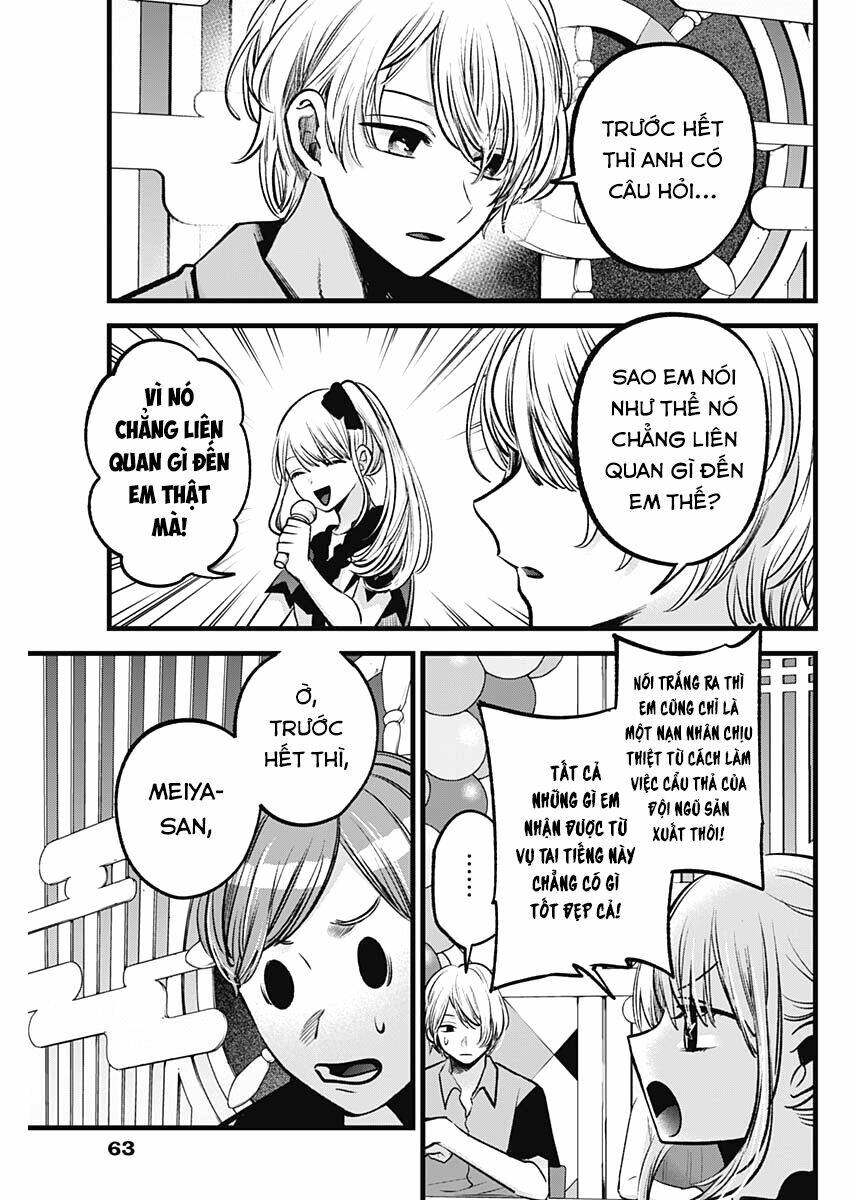 TRƯỚC HẾT
THÌ ANH CÓ
CÂU HỎI...
SAO EM NÓI
NHƯ THỂ NÓ
CHẲNG LIÊN
QUAN GÌ ĐẾN
EM THẾ?
VÌ NÓ
CHẲNG LIÊN
QUAN GÌ ĐẾN
EM THẬT
MÀ!
NÓI TRẮNG RA THÌ
EM CŨNG CHỈ LÀ
MỘT NẠN NHÂN CHỊU
THIỆT TỪ CÁCH LÀM
VIỆC CẨU THẢ CỦA
ĐỘI NGŨ SẢN
XUẤT THÔI!
TẤT CẢ
NHỮNG GÌ EM
NHẬN ĐƯỢC TỪ
VỤ TAI TIẾNG NÀY
CHẲNG CÓ GÌ
TỐT ĐẸP CẢ!
......
Ờ,
TRƯỚC
HẾT THÌ,
MEIYA-
SAN,
63